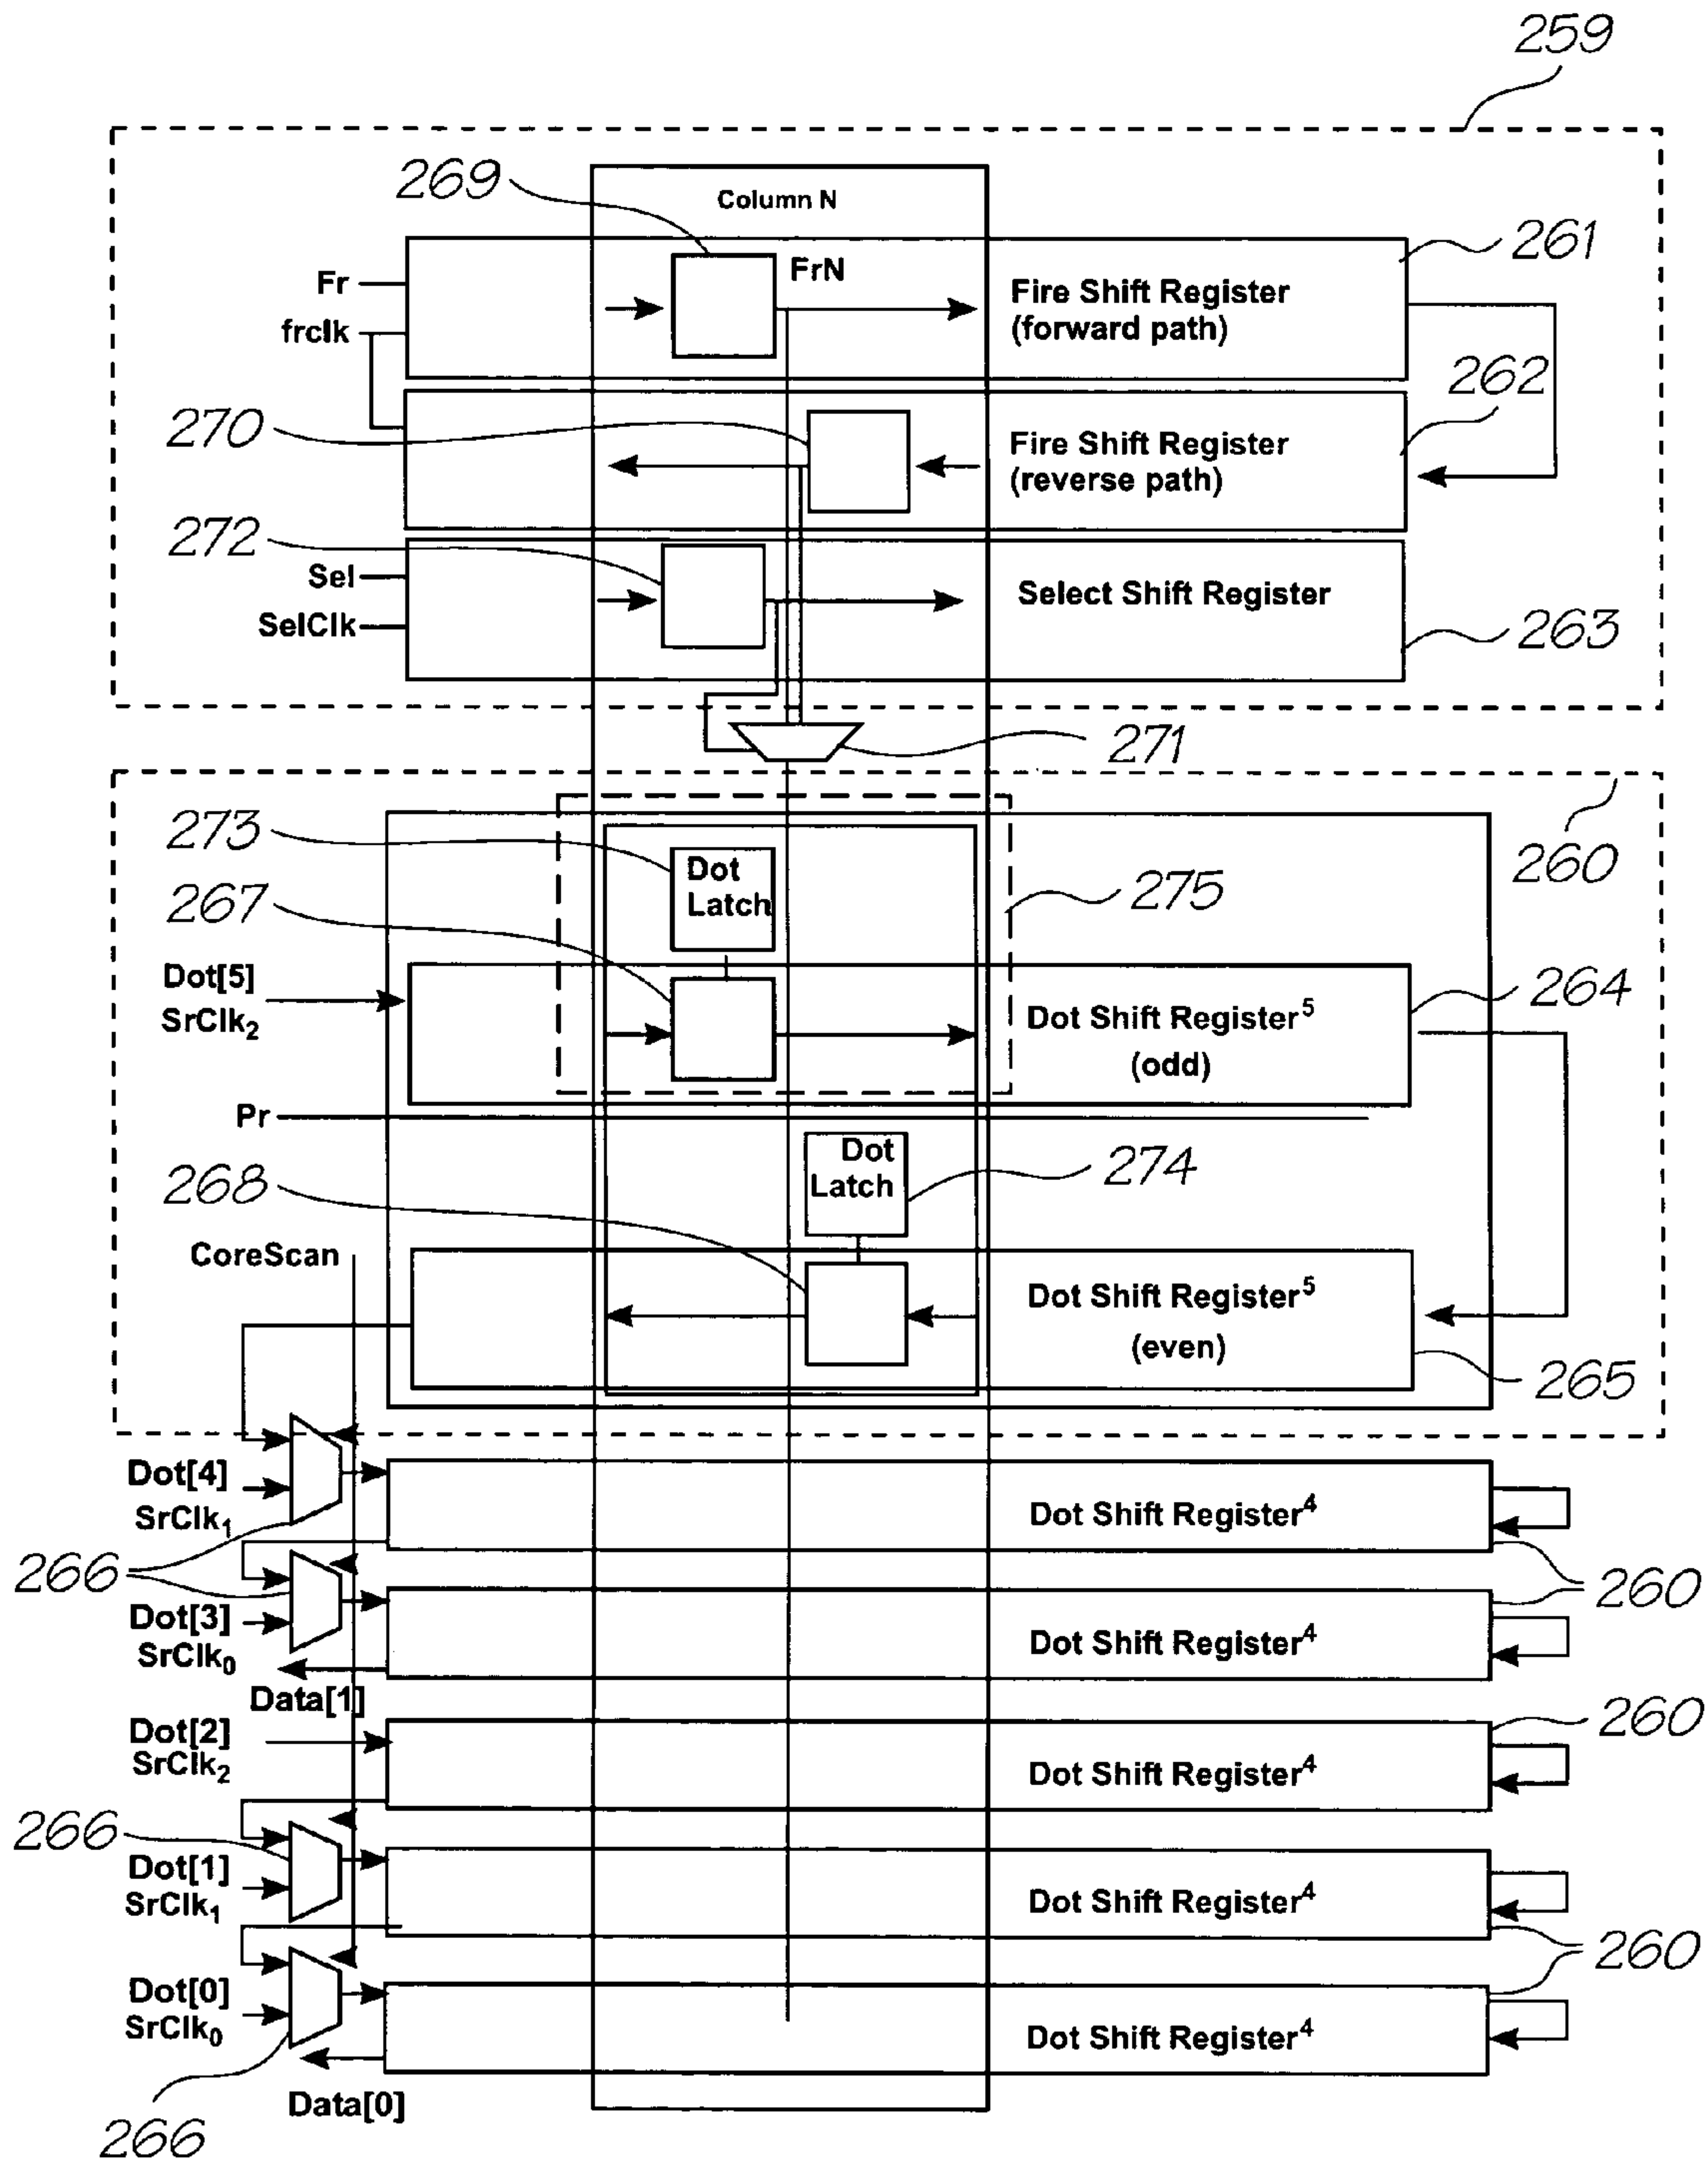 259
269
Column N
261
Fr
FrN
Fire Shift Register
(forward path)
frclk
262
270
Fire Shift Register
(reverse path)
272
Sel
Select Shift Register
SelClk
263
271
273
260
Dot
Latch
275
267
Dot[5]
SrClk₂
264
Dot Shift Register⁵
(odd)
Pr
Dot
Latch
274
268
CoreScan
Dot Shift Register⁵
(even)
265
Dot[4]
SrClk₁
Dot Shift Register⁴
266
260
Dot[3]
SrClk₀
Dot Shift Register⁴
Data[1]
260
Dot[2]
SrClk₂
Dot Shift Register⁴
266
Dot[1]
SrClk₁
Dot Shift Register⁴
260
Dot[0]
SrClk₀
Dot Shift Register⁴
Data[0]
266